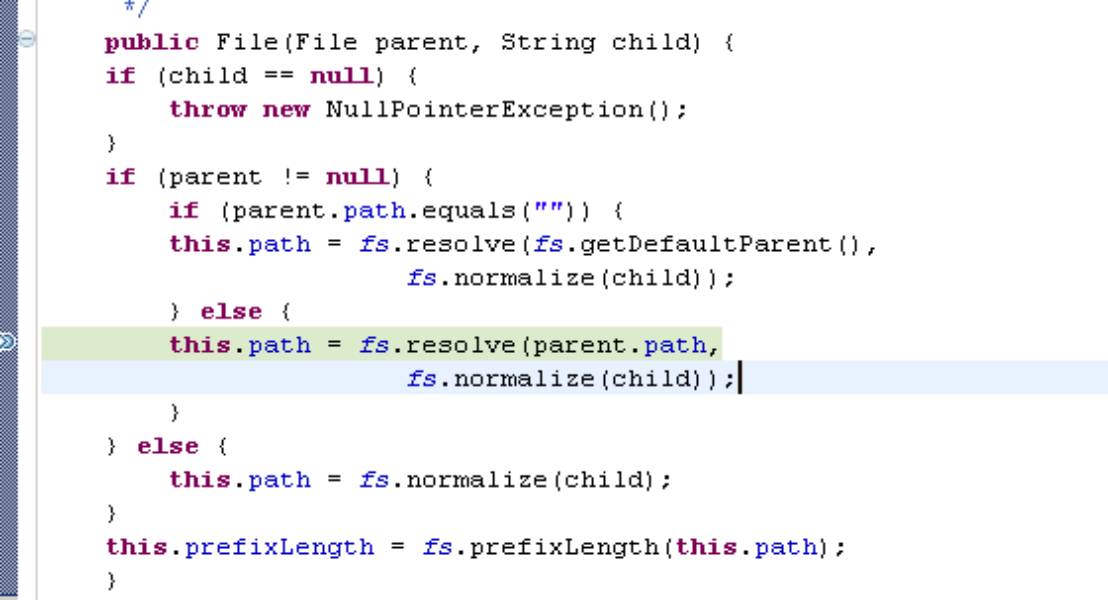 */
public File(File parent, String child) {
if (child == null) {
throw new NullPointerException();
}
if (parent != null) {
if (parent.path.equals("")) {
this.path = fs.resolve(fs.getDefaultParent(),
fs.normalize(child));
} else {
this.path = fs.resolve(parent.path,
fs.normalize(child));
}
} else {
this.path = fs.normalize(child);
}
this.prefixLength = fs.prefixLength(this.path);
}